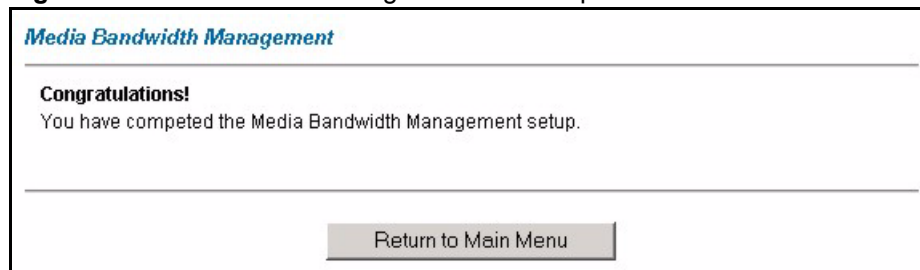 Media Bandwidth Management
Congratulations!
You have competed the Media Bandwidth Management setup.
Return to Main Menu